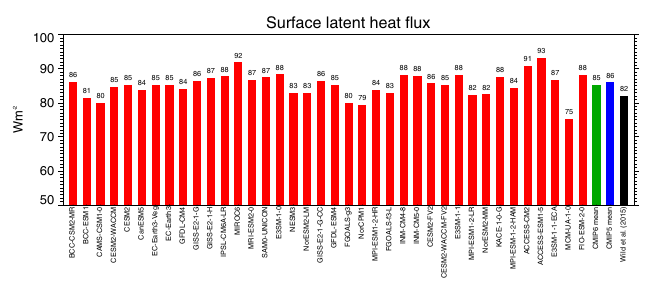 Surface latent heat flux
Wm⁻²
100
90
80
70
60
50
86 81 80 85 85 84 85 85 84 86 87 88 92 87 87 88 83 83 86 85 80 79 84 83 88 88 86 85 88 82 82 88 84 91 93 87 75 88 85 86 82
BCC-CSM2-MR
BCC-ESM1
CAMS-CSM1-0
CESM2-WACCM
CESM2
CanESM5
EC-Earth3-Veg
EC-Earth3
GFDL-CM4
GISS-E2-1-G
GISS-E2-1-H
IPSL-CM6A-LR
MIROC6
MRI-ESM2-0
SAM0-UNICON
E3SM-1-0
NESM3
NorESM2-LM
GISS-E2-1-G-CC
GFDL-ESM4
FGOALS-g3
NorCPM1
MPI-ESM1-2-HR
FGOALS-f3-L
INM-CM4-8
INM-CM5-0
CESM2-FV2
CESM2-WACCM-FV2
E3SM-1-1
MPI-ESM1-2-LR
NorESM2-MM
KACE-1-0-G
MPI-ESM-1-2-HAM
ACCESS-CM2
ACCESS-ESM1-5
E3SM-1-1-ECA
MCM-UA-1-0
FIO-ESM-2-0
CMIP6 mean
CMIP5 mean
Wild et al. (2015)